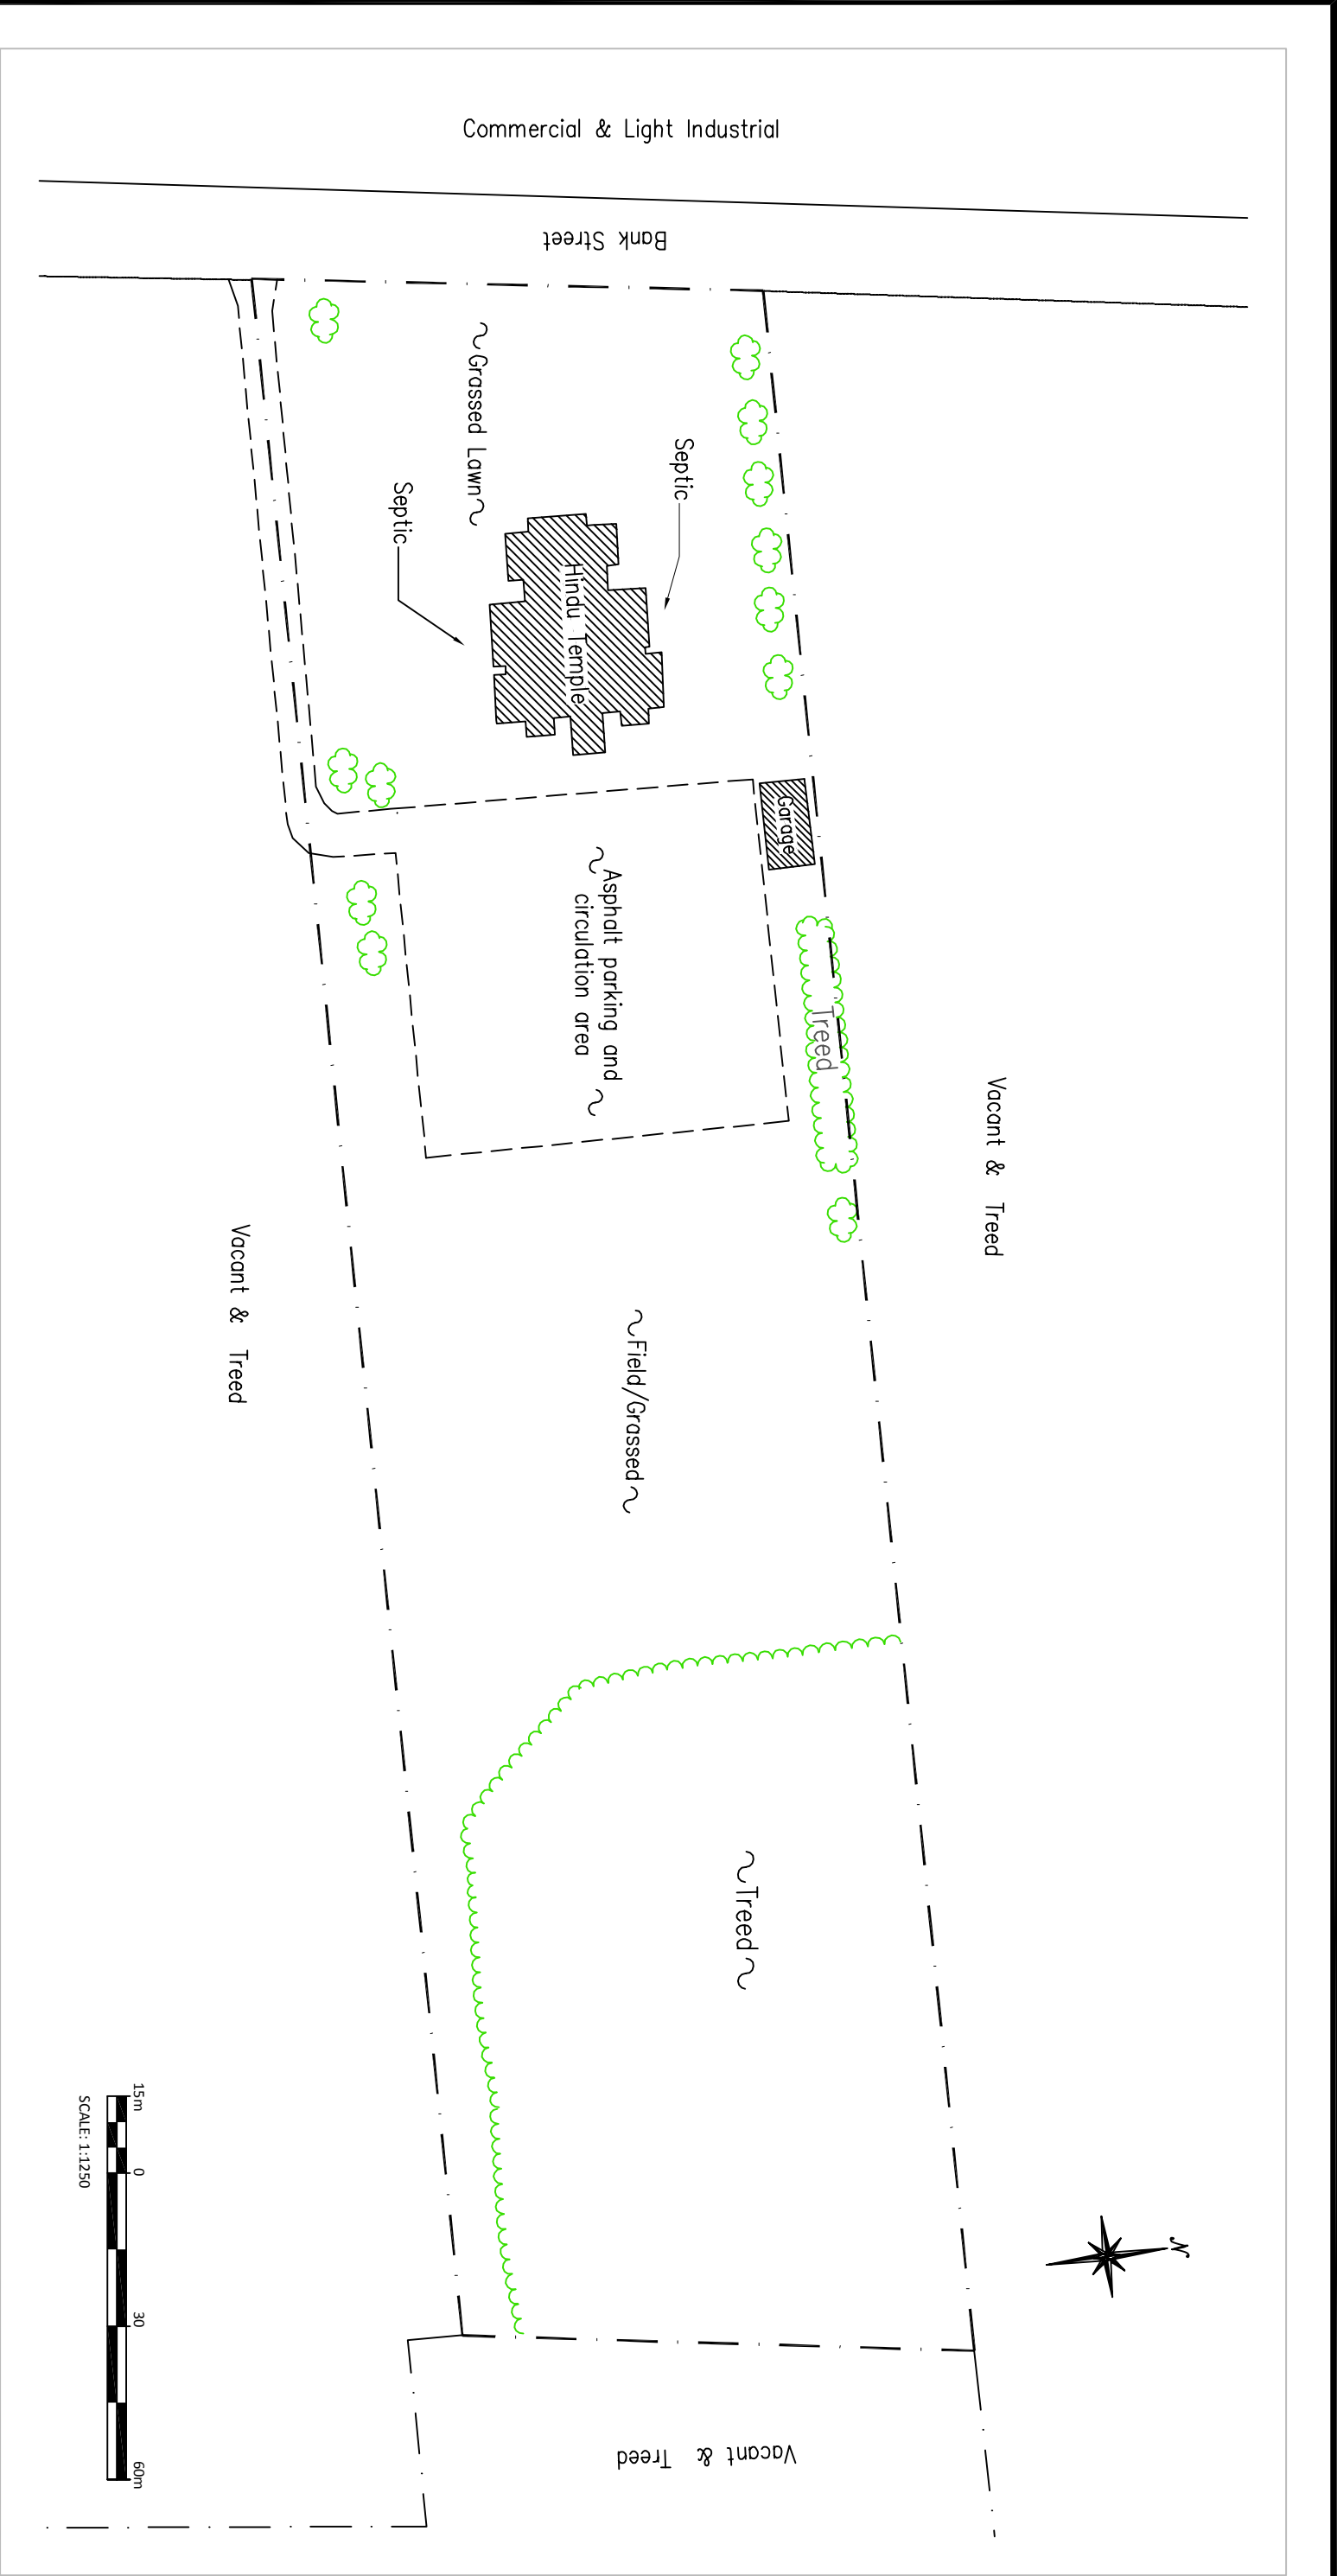 Commercial & Light Industrial
Bank Street
~Grassed Lawn~
Septic
Septic
Hindu Temple
Garage
~Asphalt parking and
circulation area ~
Treed
Vacant & Treed
Vacant & Treed
~Field/Grassed~
~Treed~
N
15m 0 30 60m
SCALE: 1:1250
Vacant & Treed